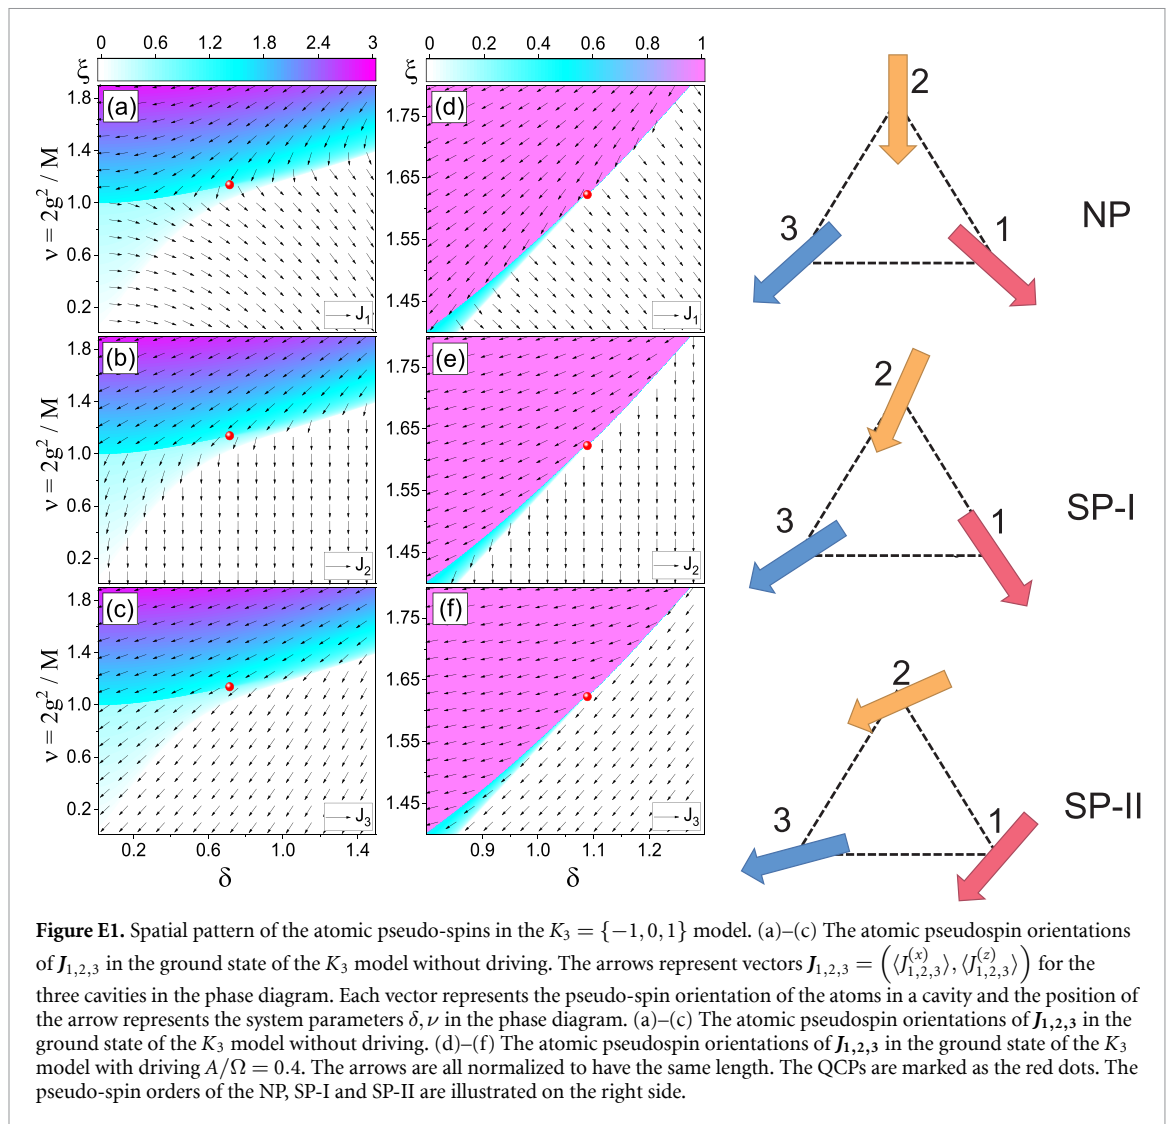 0 0.6 1.2 1.8 2.4 3
ξ
0 0.2 0.4 0.6 0.8 1
ξ
(a)
1.8
1.4
1.0
0.6
0.2
ν = 2g² / M
J₁
(d)
1.75
1.65
1.55
1.45
J₁
2
3
1
NP
(b)
1.8
1.4
1.0
0.6
0.2
ν = 2g² / M
J₂
(e)
1.75
1.65
1.55
1.45
J₂
2
3
1
SP-I
(c)
1.8
1.4
1.0
0.6
0.2
ν = 2g² / M
J₃
0.2 0.6 1.0 1.4
δ
(f)
1.75
1.65
1.55
1.45
J₃
0.9 1.0 1.1 1.2
δ
2
3
1
SP-II
Figure E1. Spatial pattern of the atomic pseudo-spins in the K₃ = {−1, 0, 1} model. (a)–(c) The atomic pseudospin orientations
of J₁,₂,₃ in the ground state of the K₃ model without driving. The arrows represent vectors J₁,₂,₃ = (⟨J₁,₂,₃⁽ˣ⁾⟩, ⟨J₁,₂,₃⁽ᶻ⁾⟩) for the
three cavities in the phase diagram. Each vector represents the pseudo-spin orientation of the atoms in a cavity and the position of
the arrow represents the system parameters δ, ν in the phase diagram. (a)–(c) The atomic pseudospin orientations of J₁,₂,₃ in the
ground state of the K₃ model without driving. (d)–(f) The atomic pseudospin orientations of J₁,₂,₃ in the ground state of the K₃
model with driving A/Ω = 0.4. The arrows are all normalized to have the same length. The QCPs are marked as the red dots. The
pseudo-spin orders of the NP, SP-I and SP-II are illustrated on the right side.